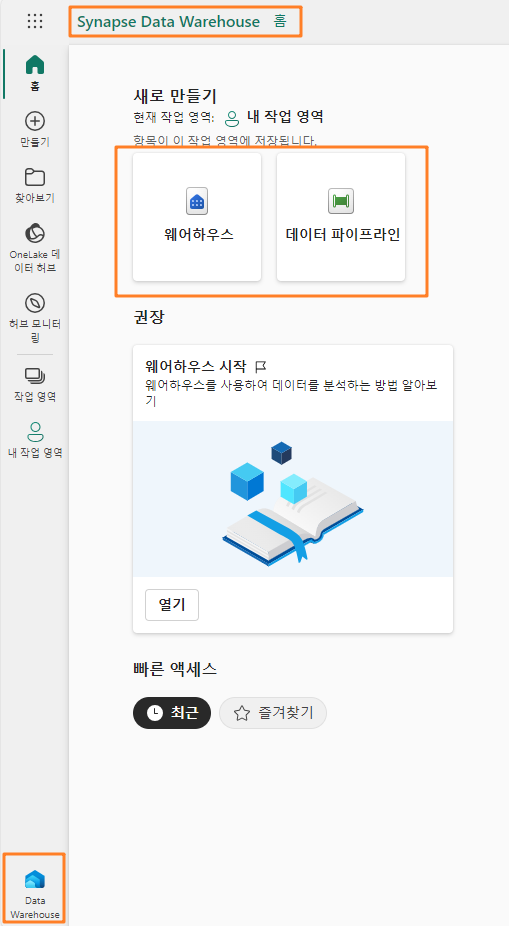 Synapse Data Warehouse 홈
홈
만들기
찾아보기
OneLake 데
이터 허브
허브 모니터
링
작업 영역
내 작업 영역
Data
Warehouse
새로 만들기
현재 작업 영역: 내 작업 영역
항목이 이 작업 영역에 저장됩니다.
웨어하우스
데이터 파이프라인
권장
웨어하우스 시작
웨어하우스를 사용하여 데이터를 분석하는 방법 알아보
기
열기
빠른 액세스
최근
즐겨찾기